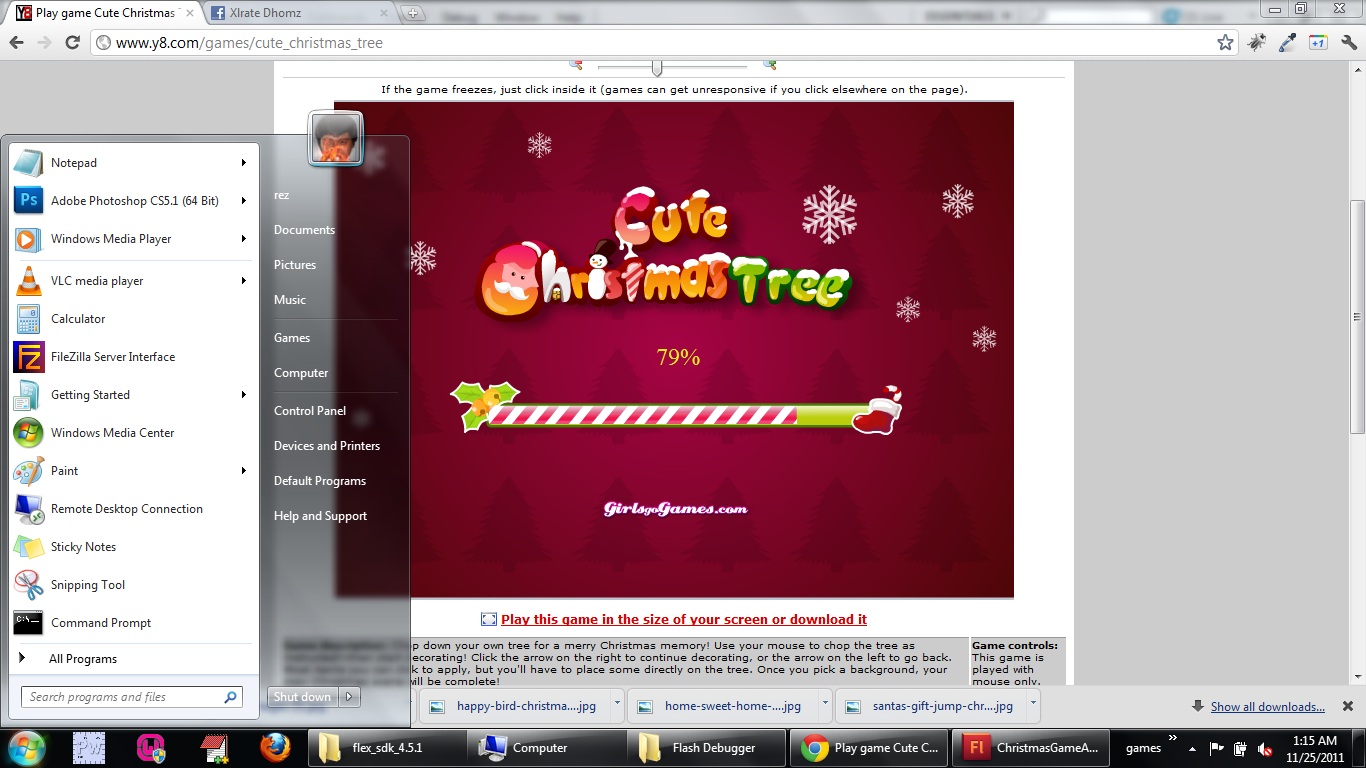 Play game Cute Christmas
Xlrate Dhomz
Debug Window Help
ESSENTIALS
www.y8.com/games/cute_christmas_tree
If the game freezes, just click inside it (games can get unresponsive if you click elsewhere on the page).
Cute
Christmas Tree
79%
GirlsgoGames.com
Play this game in the size of your screen or download it
down your own tree for a merry Christmas memory! Use your mouse to chop the tree as
decorating! Click the arrow on the right to continue decorating, or the arrow on the left to go back.
to apply, but you'll have to place some directly on the tree. Once you pick a background,
will be complete!
Game controls:
This game is
played with
mouse only.
Notepad
Adobe Photoshop CS5.1 (64 Bit)
Windows Media Player
VLC media player
Calculator
FileZilla Server Interface
Getting Started
Windows Media Center
Paint
Remote Desktop Connection
Sticky Notes
Snipping Tool
Command Prompt
All Programs
Search programs and files
rez
Documents
Pictures
Music
Games
Computer
Control Panel
Devices and Printers
Default Programs
Help and Support
Shut down
happy-bird-christma....jpg
home-sweet-home-....jpg
santas-gift-jump-chr....jpg
Show all downloads...
flex_sdk_4.5.1
Computer
Flash Debugger
Play game Cute C...
ChristmasGameA...
games
1:15 AM
11/25/2011